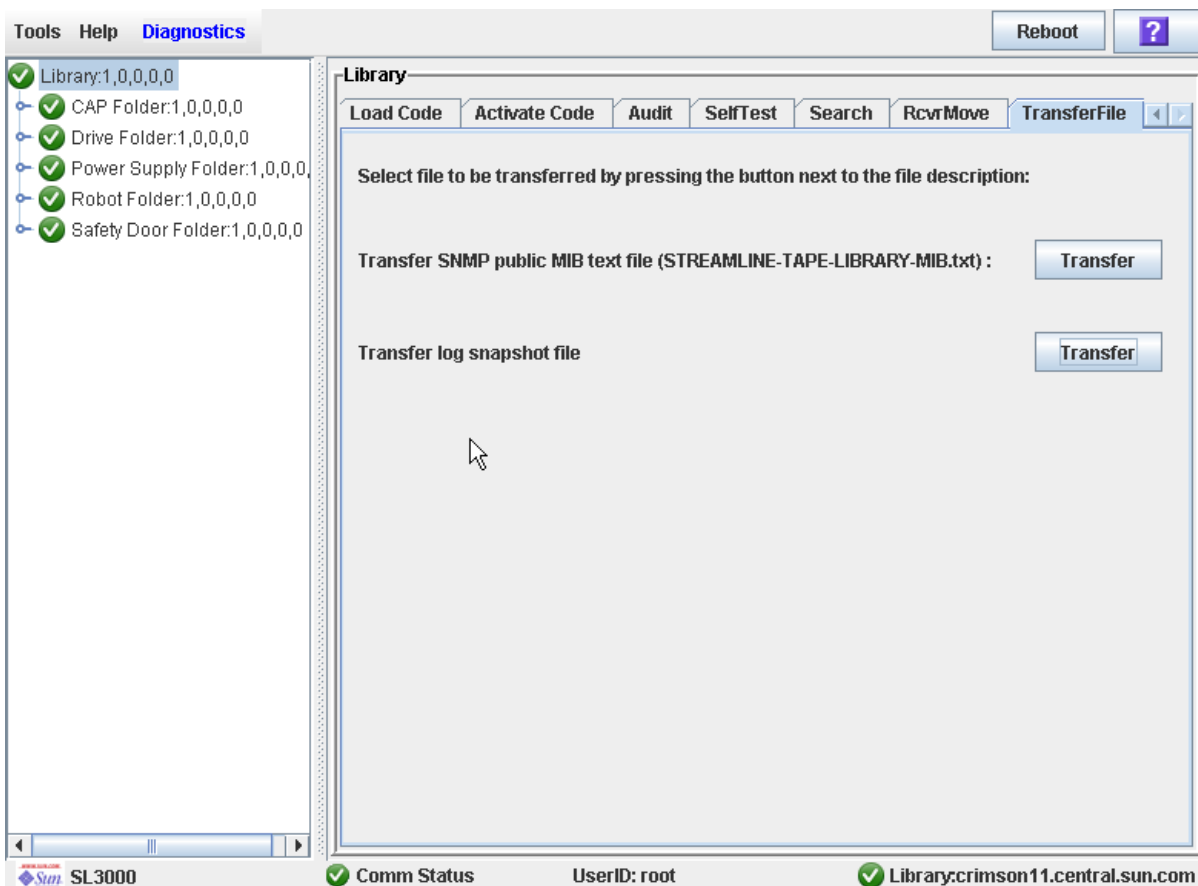 Tools Help Diagnostics
Reboot
?
Library:1,0,0,0,0
CAP Folder:1,0,0,0,0
Drive Folder:1,0,0,0,0
Power Supply Folder:1,0,0,0,
Robot Folder:1,0,0,0,0
Safety Door Folder:1,0,0,0,0
Library
Load Code Activate Code Audit SelfTest Search RcvrMove TransferFile
Select file to be transferred by pressing the button next to the file description:
Transfer SNMP public MIB text file (STREAMLINE-TAPE-LIBRARY-MIB.txt) : Transfer
Transfer log snapshot file Transfer
Sun SL3000 Comm Status UserID: root Library:crimson11.central.sun.com